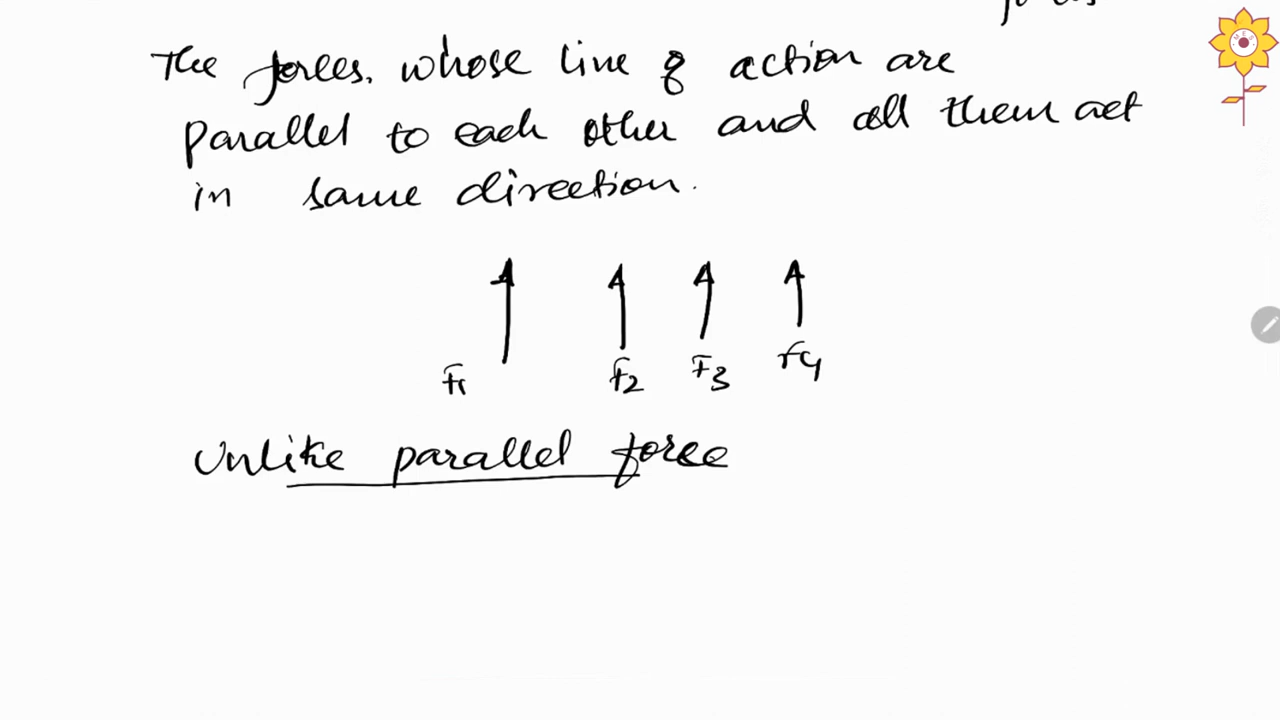 The forces, whose line of action are
parallel to each other and all them act
in same direction.
F1 F2 F3 F4
Unlike parallel force